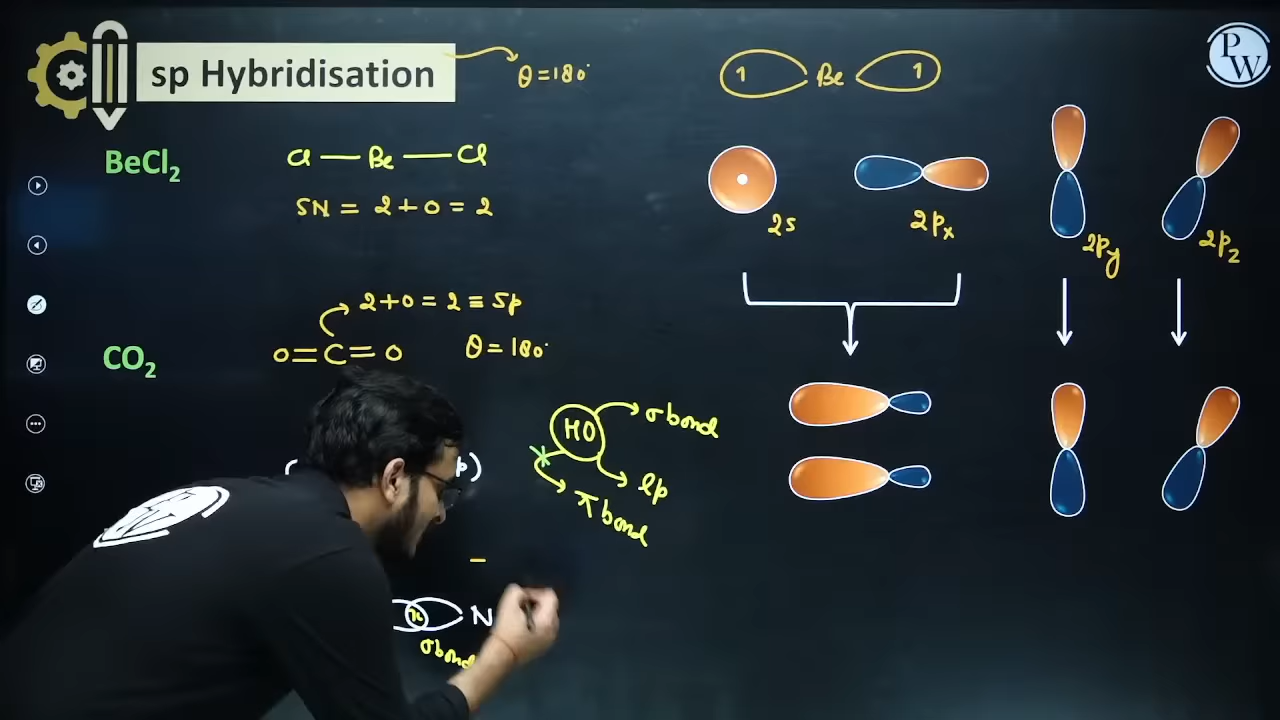 sp Hybridisation
θ = 180°
1 Be 1
PW
BeCl2
Cl — Be — Cl
SN = 2 + 0 = 2
2s
2px
2py
2pz
2 + 0 = 2 ≡ sp
CO2
O = C = O
θ = 180°
HO
σ bond
lp
π bond
p)
N
σ bond